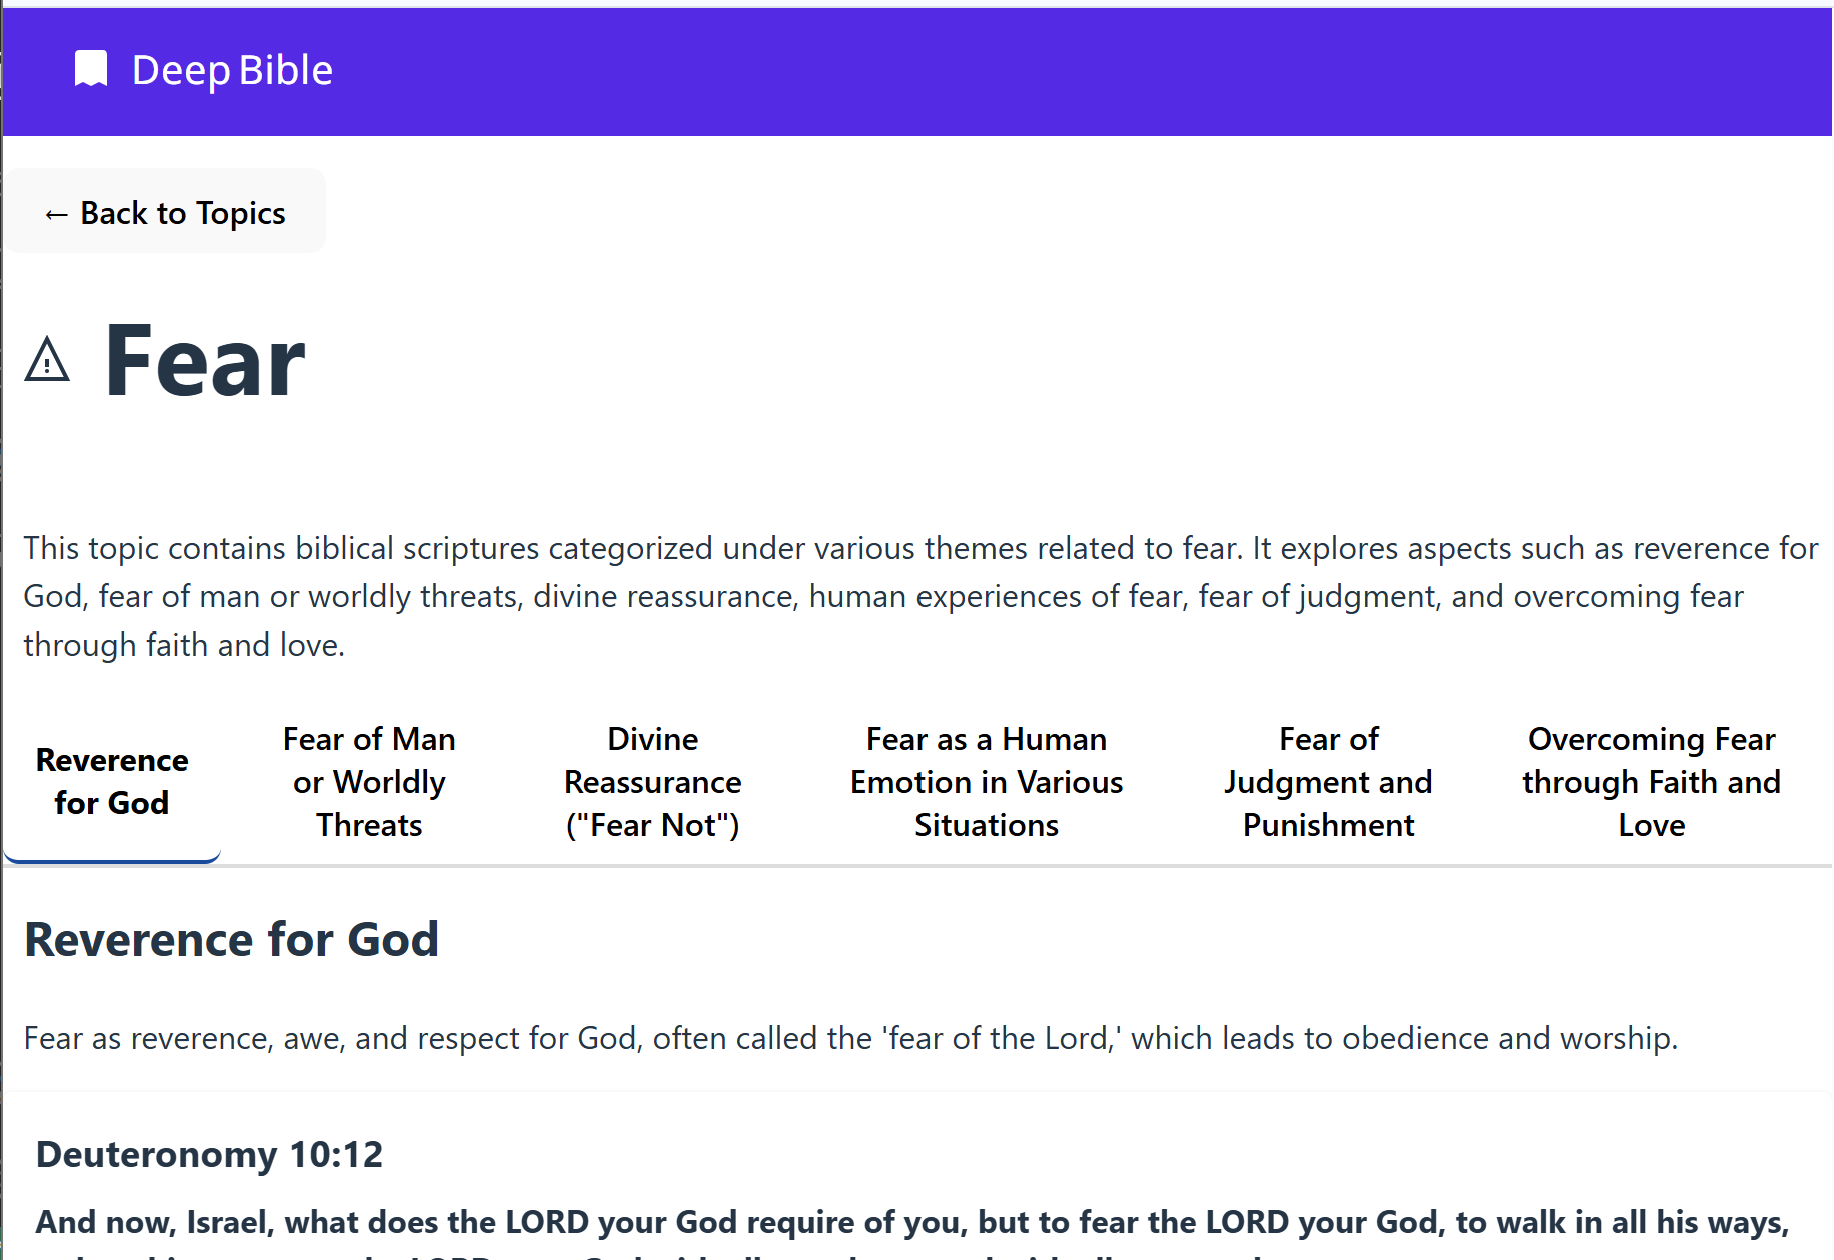 Deep Bible
← Back to Topics
Fear
This topic contains biblical scriptures categorized under various themes related to fear. It explores aspects such as reverence for
God, fear of man or worldly threats, divine reassurance, human experiences of fear, fear of judgment, and overcoming fear
through faith and love.
Reverence
for God
Fear of Man
or Worldly
Threats
Divine
Reassurance
("Fear Not")
Fear as a Human
Emotion in Various
Situations
Fear of
Judgment and
Punishment
Overcoming Fear
through Faith and
Love
Reverence for God
Fear as reverence, awe, and respect for God, often called the 'fear of the Lord,' which leads to obedience and worship.
Deuteronomy 10:12
And now, Israel, what does the LORD your God require of you, but to fear the LORD your God, to walk in all his ways,